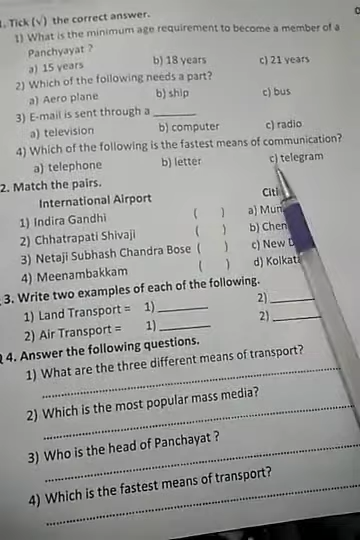 1. Tick (√) the correct answer.
1) What is the minimum age requirement to become a member of a
Panchyayat ?
a) 15 years b) 18 years c) 21 years
2) Which of the following needs a part?
a) Aero plane b) ship c) bus
3) E-mail is sent through a ______
a) television b) computer c) radio
4) Which of the following is the fastest means of communication?
a) telephone b) letter c) telegram
2. Match the pairs.
International Airport Citi
1) Indira Gandhi ( ) a) Mum
2) Chhatrapati Shivaji ( ) b) Chen
3) Netaji Subhash Chandra Bose ( ) c) New D
4) Meenambakkam ( ) d) Kolkat
3. Write two examples of each of the following.
1) Land Transport = 1) ______ 2) ______
2) Air Transport = 1) ______ 2) ______
4. Answer the following questions.
1) What are the three different means of transport?
2) Which is the most popular mass media?
3) Who is the head of Panchayat ?
4) Which is the fastest means of transport?